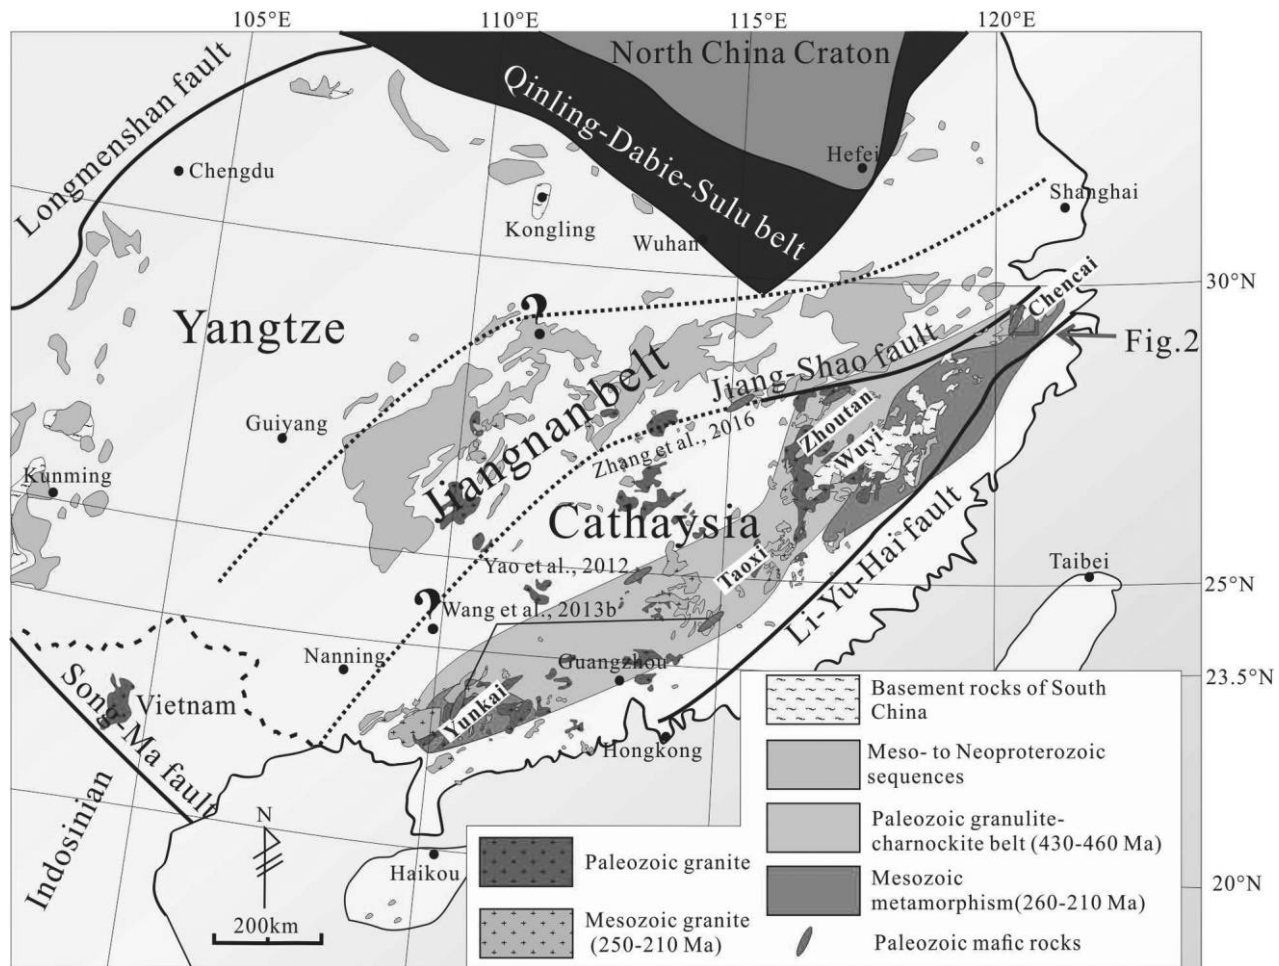 105°E
110°E
115°E
120°E
North China Craton
Qinling-Dabie-Sulu belt
Longmenshan fault
Chengdu
Hefei
Shanghai
Kongling
Wuhan
30°N
Chencai
Yangtze
?
Fig.2
Jiang-Shao fault
Jiangnan belt
Guiyang
Zhoutan
Zhang et al., 2016
Wuyi
Kunming
Cathaysia
Li-Yu-Hai fault
Yao et al., 2012
Taoxi
Taibei
25°N
?
Wang et al., 2013b
Nanning
Guangzhou
23.5°N
Song-Ma fault
Vietnam
Yunkai
Hongkong
Indosinian
N
200km
Haikou
20°N
Basement rocks of South
China
Meso- to Neoproterozoic
sequences
Paleozoic granulite-
charnockite belt (430-460 Ma)
Mesozoic
metamorphism(260-210 Ma)
Paleozoic mafic rocks
Paleozoic granite
Mesozoic granite
(250-210 Ma)